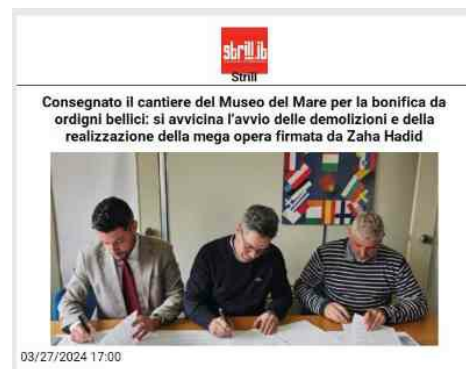 strill.it
Strill
Consegnato il cantiere del Museo del Mare per la bonifica da
ordigni bellici: si avvicina l'avvio delle demolizioni e della
realizzazione della mega opera firmata da Zaha Hadid
03/27/2024 17:00